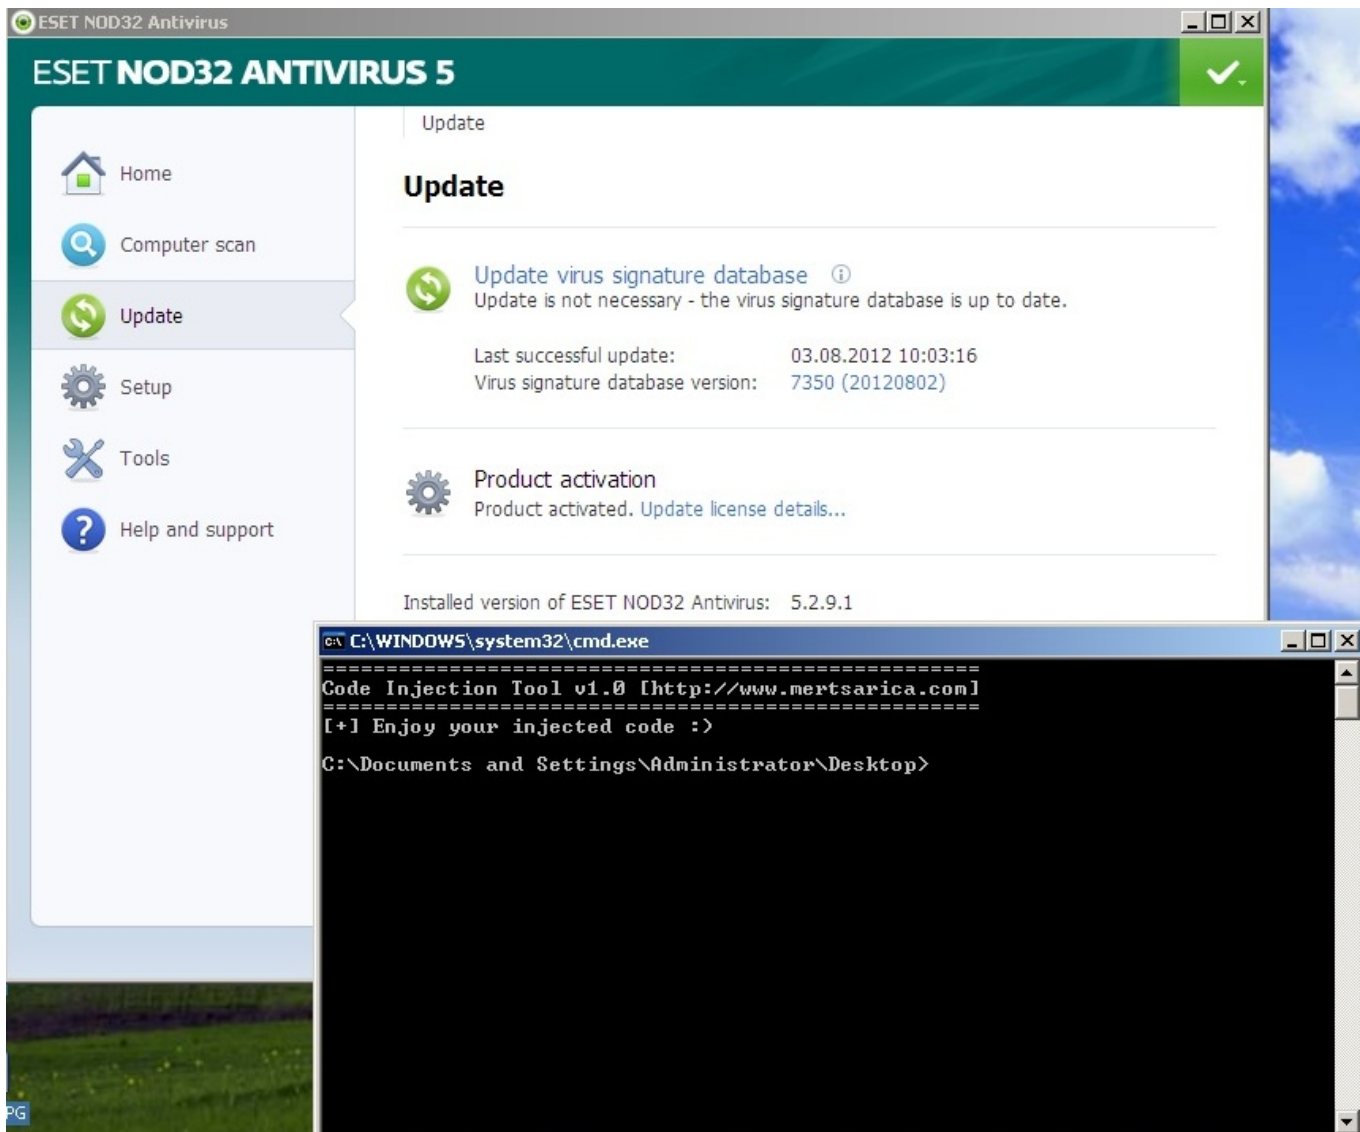 ESET NOD32 Antivirus
ESET NOD32 ANTIVIRUS 5
Home
Computer scan
Update
Setup
Tools
Help and support
Update
Update
Update virus signature database
Update is not necessary - the virus signature database is up to date.
Last successful update: 03.08.2012 10:03:16
Virus signature database version: 7350 (20120802)
Product activation
Product activated. Update license details...
Installed version of ESET NOD32 Antivirus: 5.2.9.1
C:\WINDOWS\system32\cmd.exe
====================================================
Code Injection Tool v1.0 [http://www.mertsarica.com]
====================================================
[+] Enjoy your injected code :)
C:\Documents and Settings\Administrator\Desktop>
PG